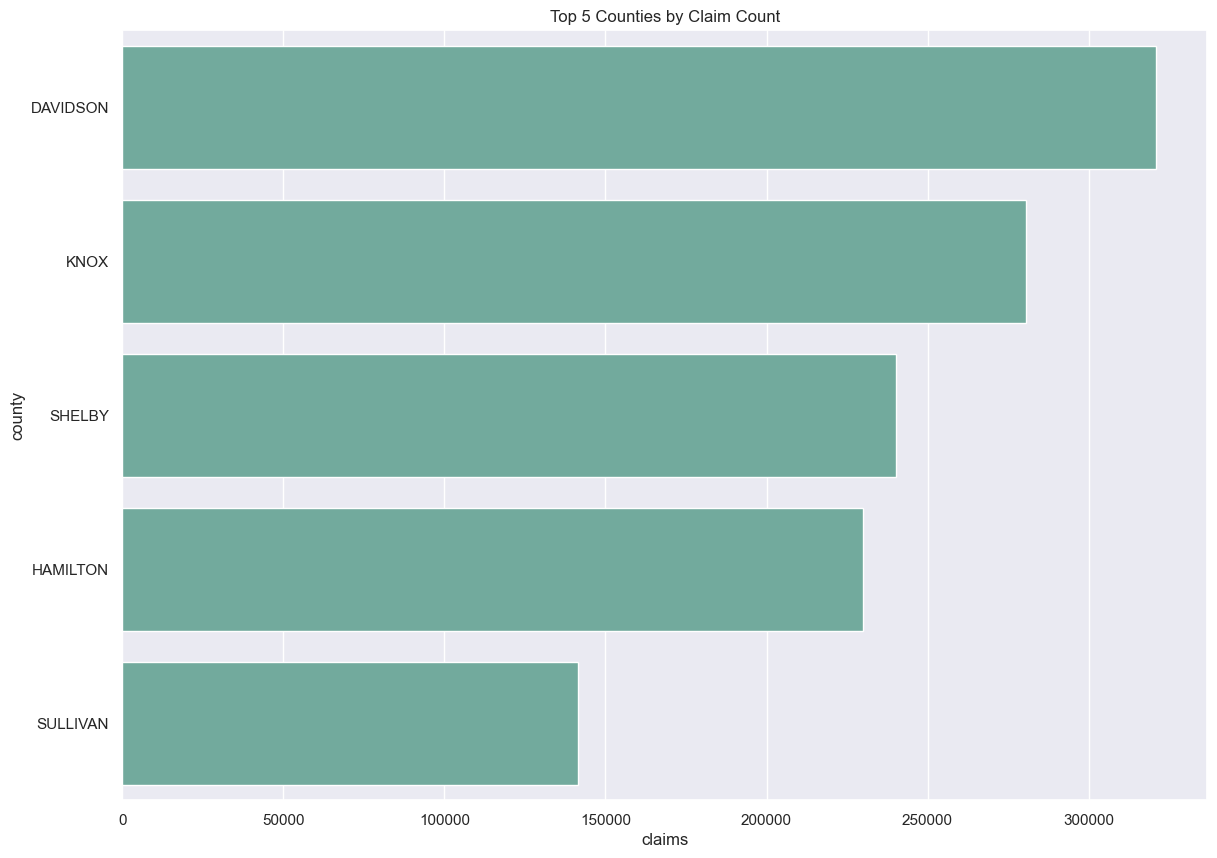 Top 5 Counties by Claim Count
DAVIDSON
KNOX
SHELBY
HAMILTON
SULLIVAN
county
0 50000 100000 150000 200000 250000 300000
claims